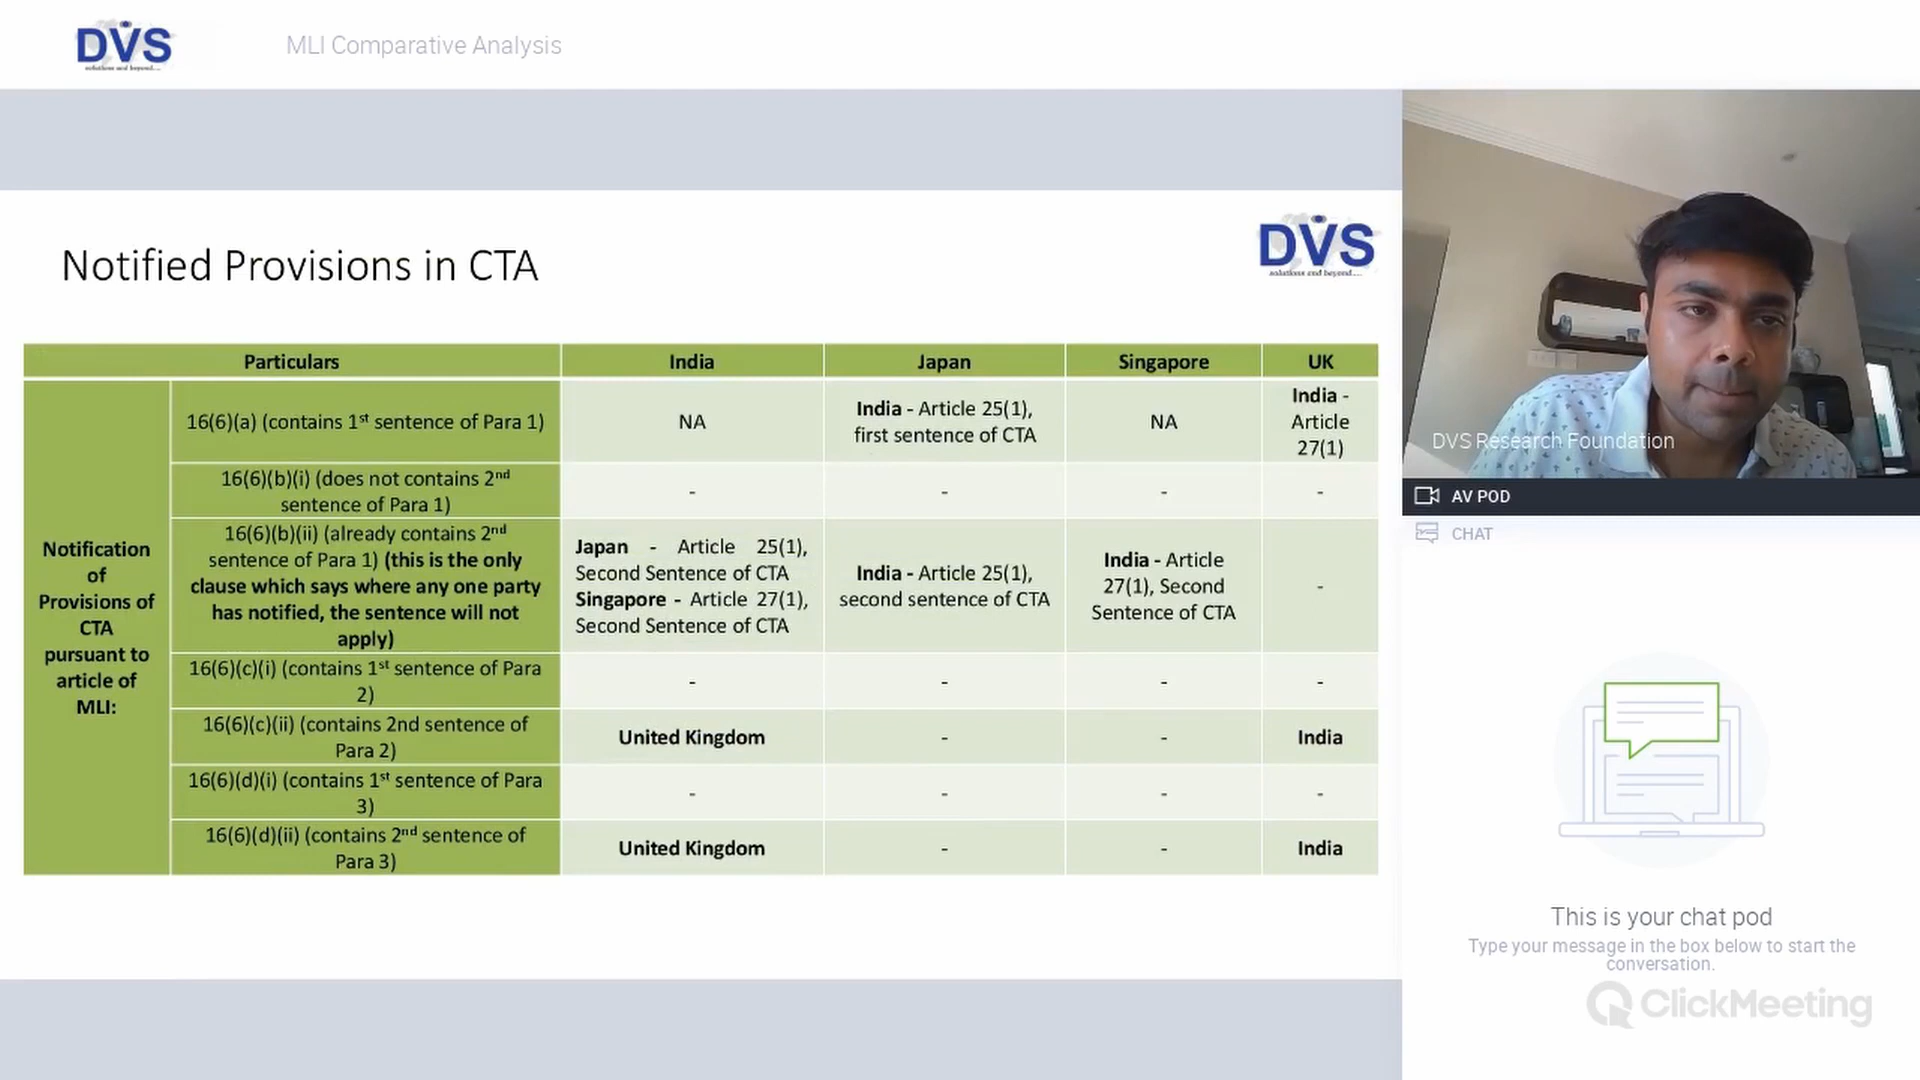 DVS
solutions and beyond....
MLI Comparative Analysis
Notified Provisions in CTA
DVS
solutions and beyond....
Particulars
India
Japan
Singapore
UK
Notification
of
Provisions of
CTA
pursuant to
article of
MLI:
16(6)(a) (contains 1st sentence of Para 1)
NA
India - Article 25(1),
first sentence of CTA
NA
India -
Article
27(1)
16(6)(b)(i) (does not contains 2nd
sentence of Para 1)
-
-
-
-
16(6)(b)(ii) (already contains 2nd
sentence of Para 1) (this is the only
clause which says where any one party
has notified, the sentence will not
apply)
Japan - Article 25(1),
Second Sentence of CTA
Singapore - Article 27(1),
Second Sentence of CTA
India - Article 25(1),
second sentence of CTA
India - Article
27(1), Second
Sentence of CTA
-
16(6)(c)(i) (contains 1st sentence of Para
2)
-
-
-
-
16(6)(c)(ii) (contains 2nd sentence of
Para 2)
United Kingdom
-
-
India
16(6)(d)(i) (contains 1st sentence of Para
3)
-
-
-
-
16(6)(d)(ii) (contains 2nd sentence of
Para 3)
United Kingdom
-
-
India
DVS Research Foundation
AV POD
CHAT
This is your chat pod
Type your message in the box below to start the
conversation.
ClickMeeting